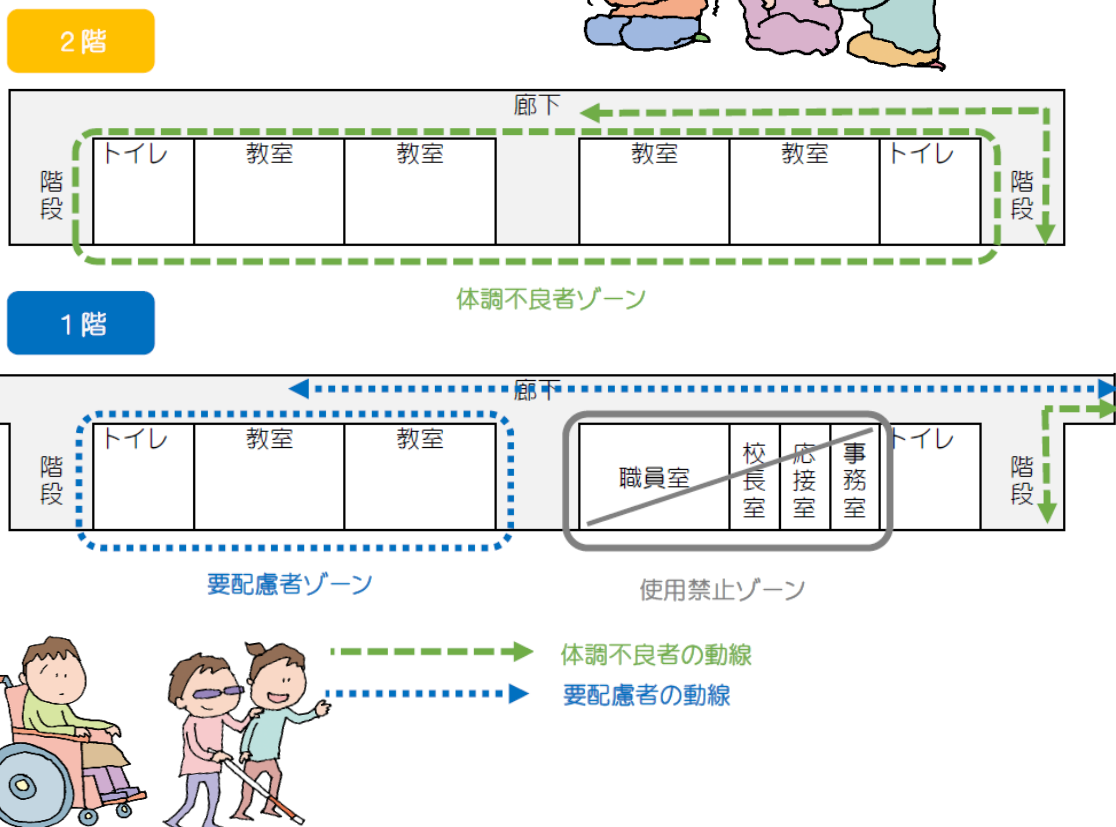 2階
廊下
トイレ 教室 教室 教室 教室 トイレ
階段 階段
体調不良者ゾーン
1階
廊下
トイレ 教室 教室 職員室 校長室 応接室 事務室 トイレ
階段 階段
要配慮者ゾーン 使用禁止ゾーン
体調不良者の動線
要配慮者の動線